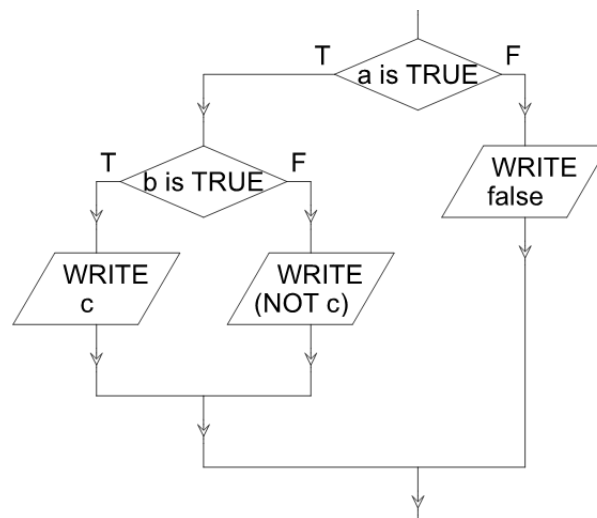 T
a is TRUE
F
T
b is TRUE
F
WRITE
false
WRITE
c
WRITE
(NOT c)